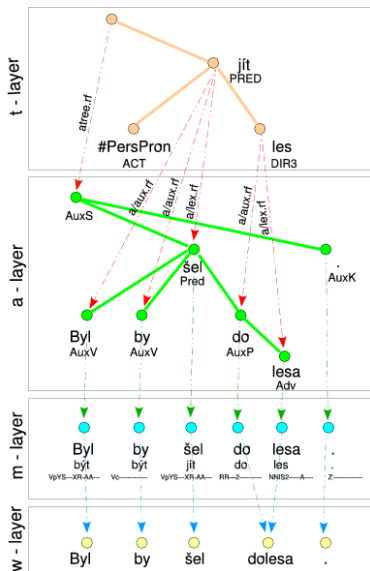 t - layer
jít
PRED
#PersPron
ACT
les
DIR3
atree.rf
a/aux.rf
a/aux.rf
a/lex.rf
a/aux.rf
a/lex.rf
a - layer
AuxS
šel
Pred
.
AuxK
Byl
AuxV
by
AuxV
do
AuxP
lesa
Adv
m - layer
Byl by šel do lesa .
být být jít do les .
VpYS---XR-AA--- Vc------------- VpYS---XR-AA--- RR---2---------- NNIS2-----A---- Z:-------------
w - layer
Byl by šel dolesa .